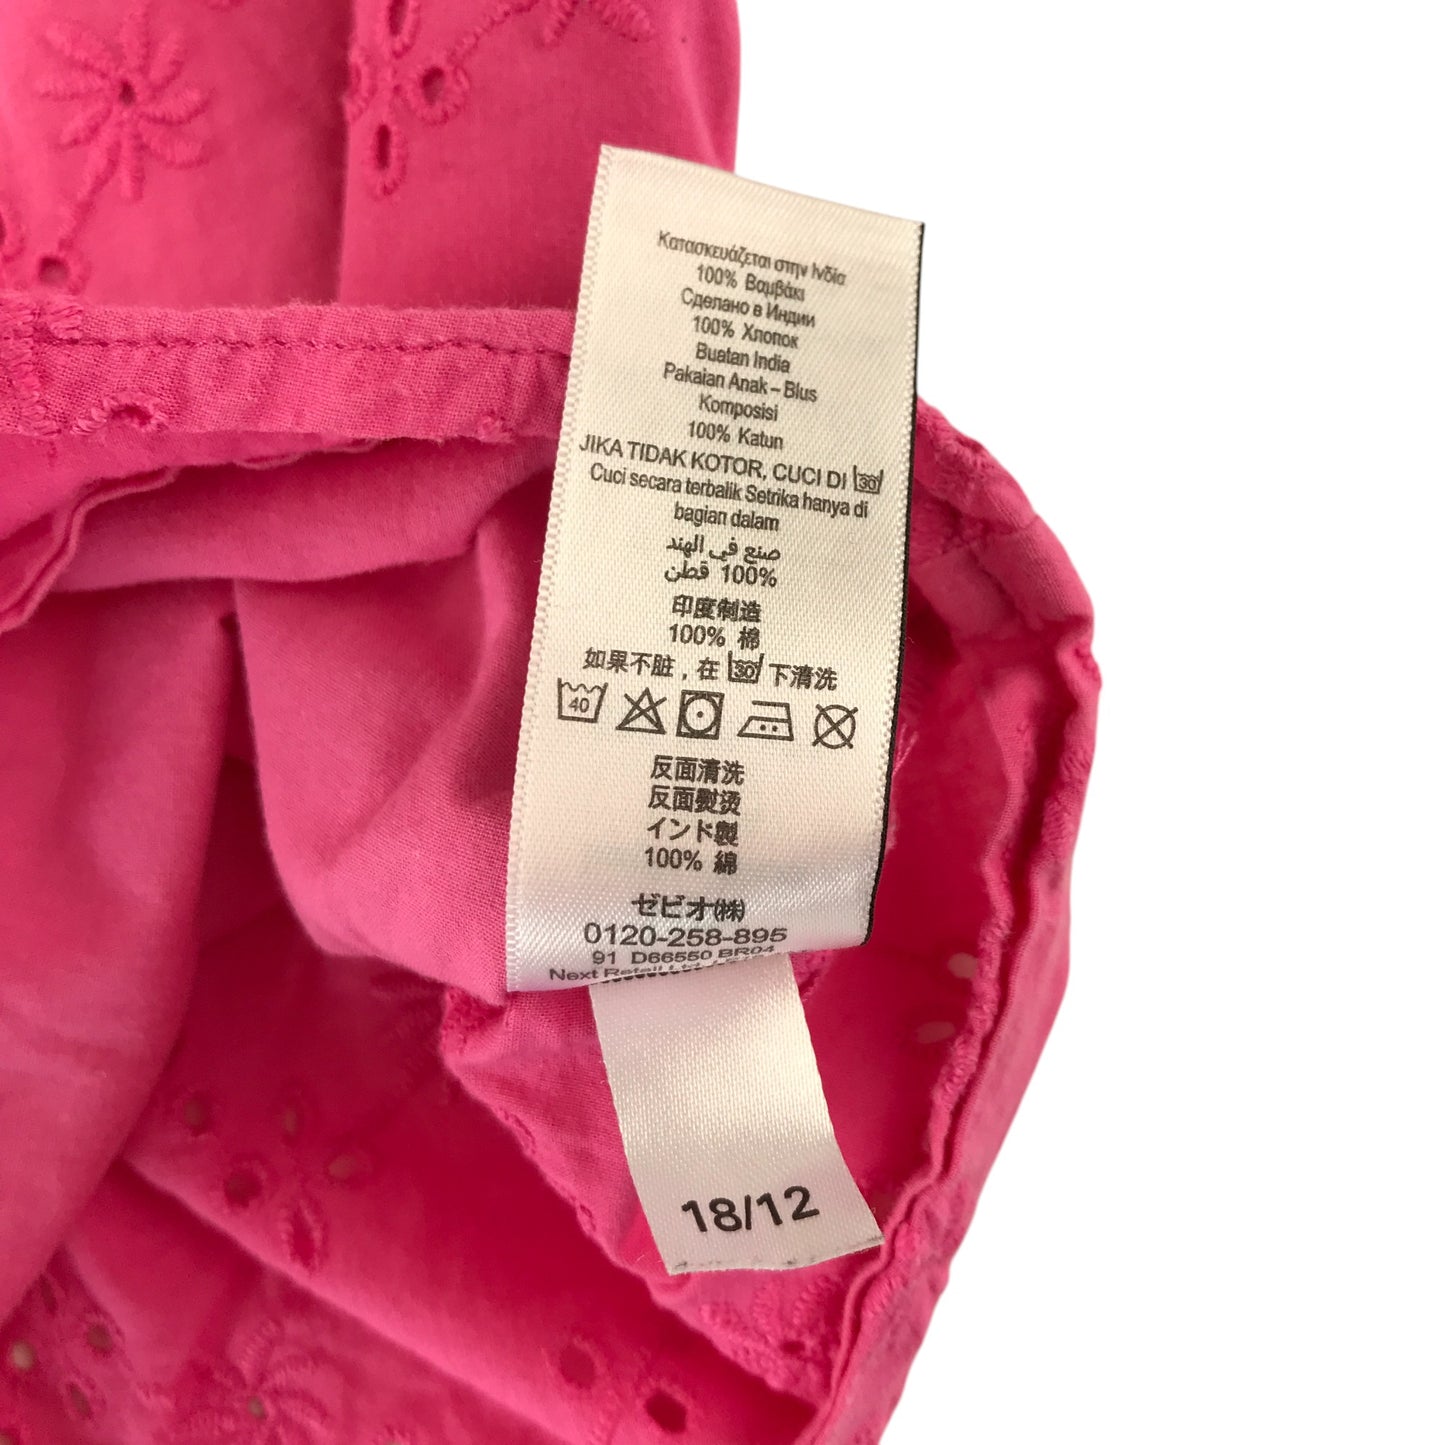 Κατασκευάζεται στην Ινδία
100% Βαμβάκι
Сделано в Индии
100% Хлопок
Buatan India
Pakaian Anak – Blus
Komposisi
100% Katun
JIKA TIDAK KOTOR, CUCI DI 30
Cuci secara terbalik Setrika hanya di
bagian dalam
صنع في الهند
100% قطن
印度制造
100% 棉
如果不脏，在 30 下清洗
40
反面清洗
反面熨烫
インド製
100% 綿
ゼビオ(株)
0120-258-895
91 D66550 BR04
Next Retail Ltd
18/12